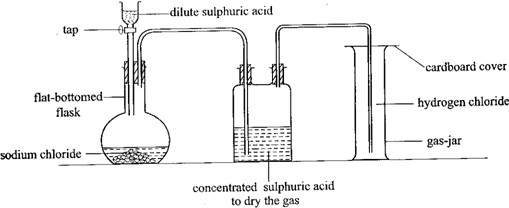 dilute sulphuric acid
tap
cardboard cover
flat-bottomed
flask
hydrogen chloride
gas-jar
sodium chloride
concentrated sulphuric acid
to dry the gas